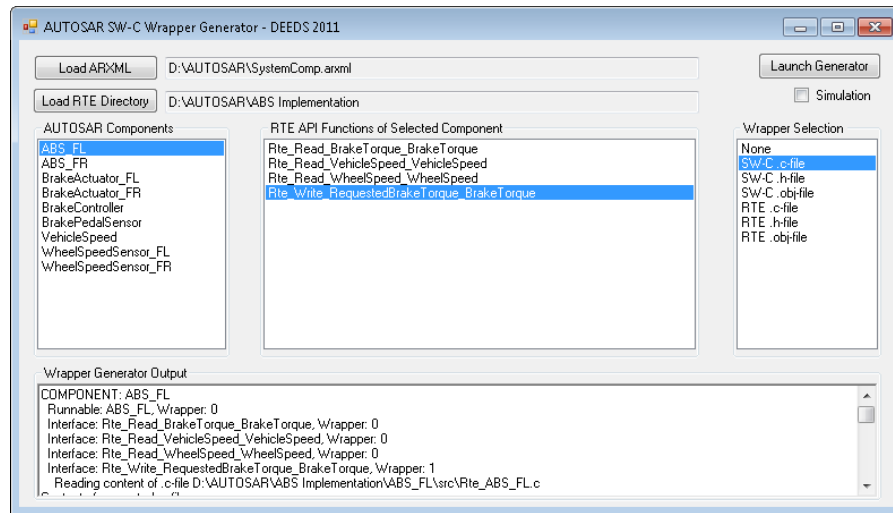 AUTOSAR SW-C Wrapper Generator - DEEDS 2011
Load ARXML D:\AUTOSAR\SystemComp.arxml Launch Generator
Load RTE Directory D:\AUTOSAR\ABS Implementation Simulation
AUTOSAR Components
ABS_FL
ABS_FR
BrakeActuator_FL
BrakeActuator_FR
BrakeController
BrakePedalSensor
VehicleSpeed
WheelSpeedSensor_FL
WheelSpeedSensor_FR
RTE API Functions of Selected Component
Rte_Read_BrakeTorque_BrakeTorque
Rte_Read_VehicleSpeed_VehicleSpeed
Rte_Read_WheelSpeed_WheelSpeed
Rte_Write_RequestedBrakeTorque_BrakeTorque
Wrapper Selection
None
SW-C .c-file
SW-C .h-file
SW-C .obj-file
RTE .c-file
RTE .h-file
RTE .obj-file
Wrapper Generator Output
COMPONENT: ABS_FL
Runnable: ABS_FL, Wrapper: 0
Interface: Rte_Read_BrakeTorque_BrakeTorque, Wrapper: 0
Interface: Rte_Read_VehicleSpeed_VehicleSpeed, Wrapper: 0
Interface: Rte_Read_WheelSpeed_WheelSpeed, Wrapper: 0
Interface: Rte_Write_RequestedBrakeTorque_BrakeTorque, Wrapper: 1
Reading content of .c-file D:\AUTOSAR\ABS Implementation\ABS_FL\src\Rte_ABS_FL.c